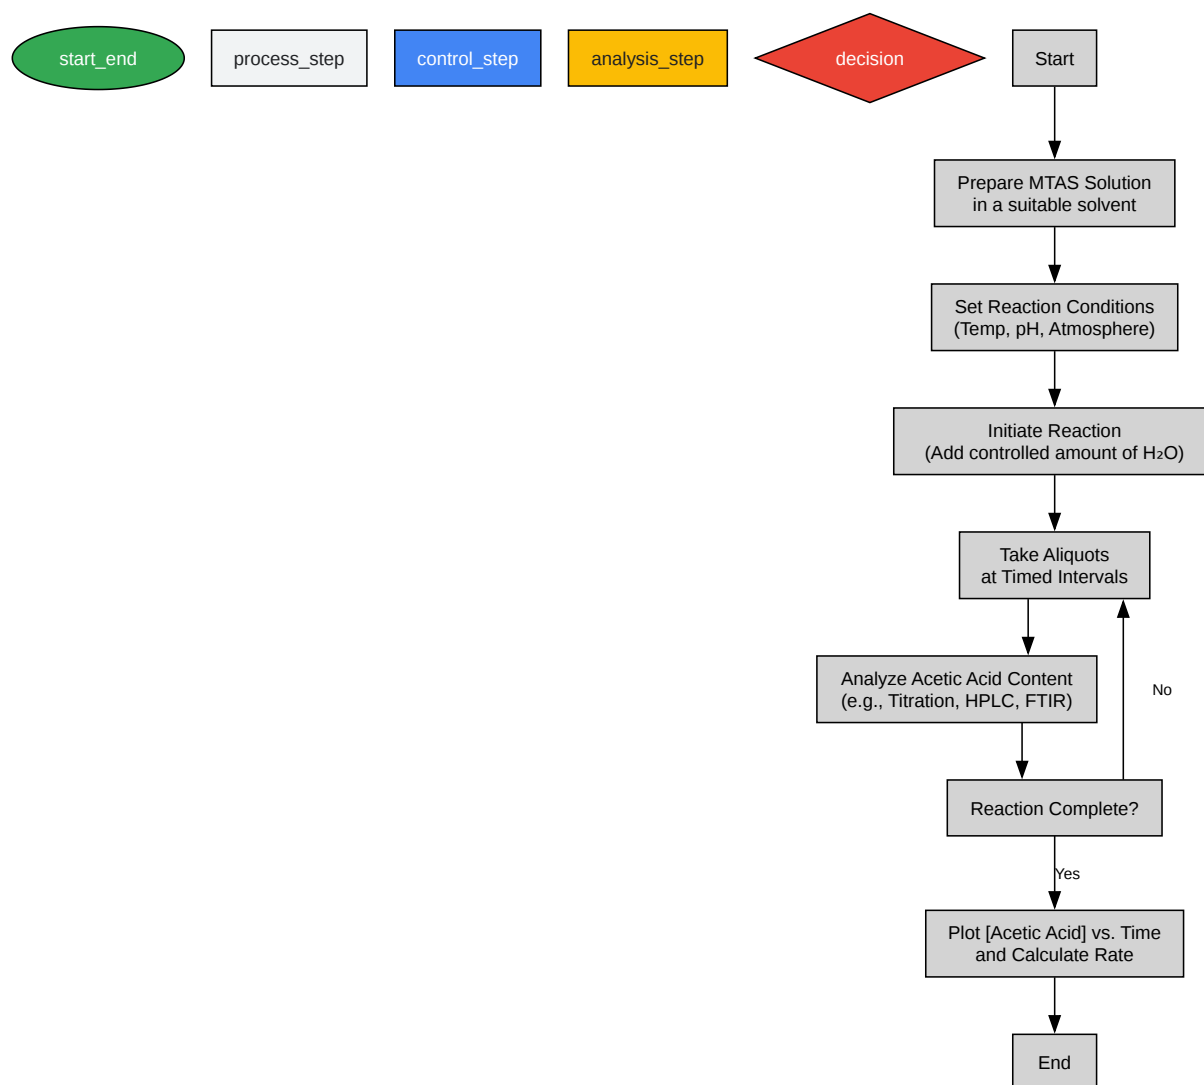 start_end
process_step
control_step
analysis_step
decision
Start
Prepare MTAS Solution
in a suitable solvent
Set Reaction Conditions
(Temp, pH, Atmosphere)
Initiate Reaction
(Add controlled amount of H₂O)
Take Aliquots
at Timed Intervals
Analyze Acetic Acid Content
(e.g., Titration, HPLC, FTIR)
No
Reaction Complete?
Yes
Plot [Acetic Acid] vs. Time
and Calculate Rate
End